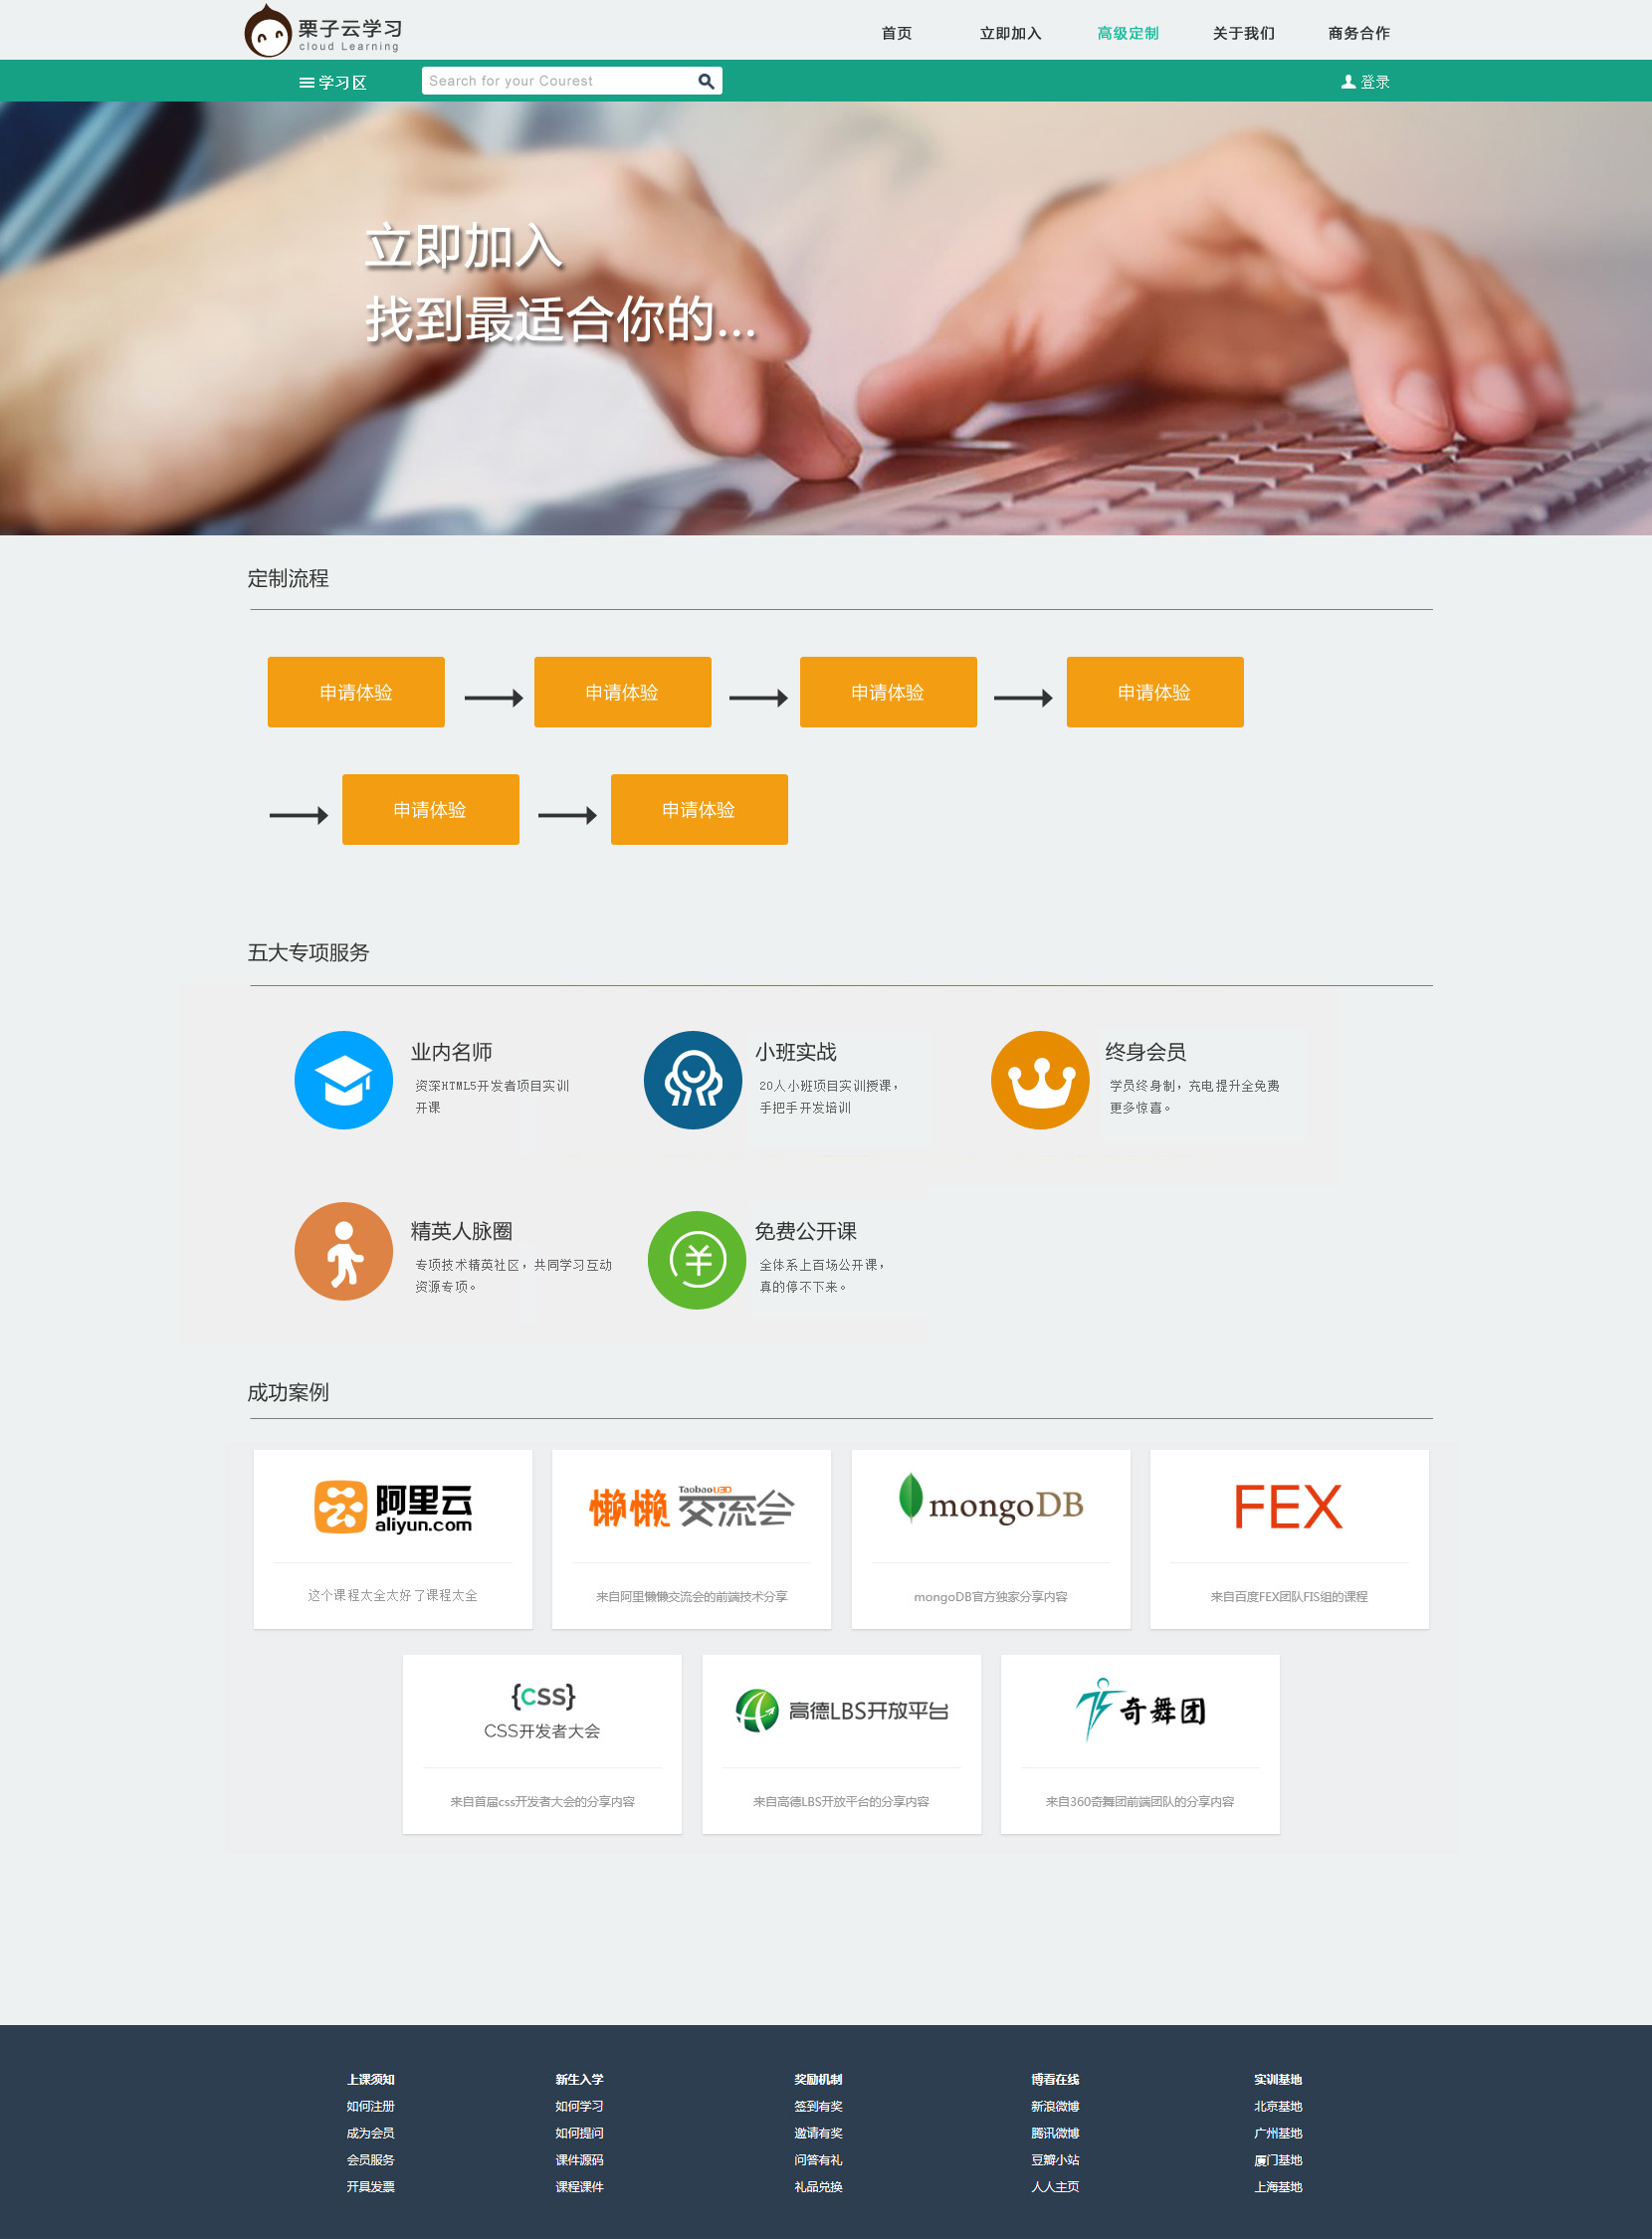 栗子云学习
cloud Learning
首页 立即加入 高级定制 关于我们 商务合作
学习区 Search for your Courest 登录
立即加入
找到最适合你的...
定制流程
申请体验 申请体验 申请体验 申请体验
申请体验 申请体验
五大专项服务
业内名师 小班实战 终身会员
资深HTML5开发者项目实训 20人小班项目实训授课， 学员终身制，充电提升全免费
开课 手把手开发培训 更多惊喜。
精英人脉圈 免费公开课
专项技术精英社区，共同学习互动 全体系上百场公开课，
资源专项。 真的停不下来。
成功案例
阿里云 aliyun.com
懒懒 TaobaoUED 交流会
mongoDB
FEX
这个课程太全太好了课程太全 来自阿里懒懒交流会的前端技术分享 mongoDB官方独家分享内容 来自百度FEX团队FIS组的课程
{css}
CSS开发者大会
高德LBS开放平台
奇舞团
来自首届css开发者大会的分享内容 来自高德LBS开放平台的分享内容 来自360奇舞团前端团队的分享内容
上课须知 新生入学 奖励机制 博看在线 实训基地
如何注册 如何学习 签到有奖 新浪微博 北京基地
成为会员 如何提问 邀请有奖 腾讯微博 广州基地
会员服务 课件源码 问答有礼 豆瓣小站 厦门基地
开具发票 课程课件 礼品兑换 人人主页 上海基地